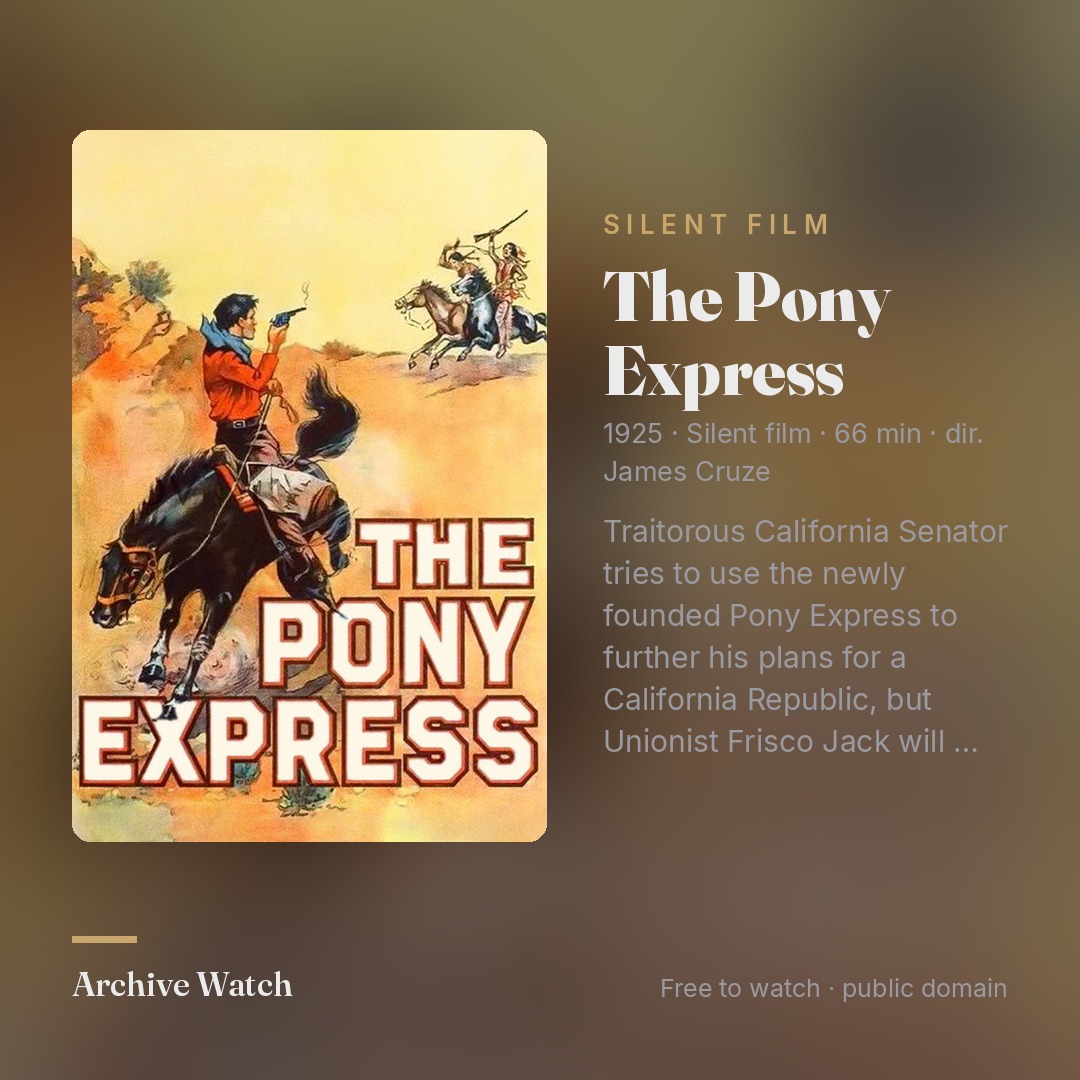 THE
PONY
EXPRESS
SILENT FILM
The Pony
Express
1925 · Silent film · 66 min · dir.
James Cruze
Traitorous California Senator
tries to use the newly
founded Pony Express to
further his plans for a
California Republic, but
Unionist Frisco Jack will ...
Archive Watch
Free to watch · public domain